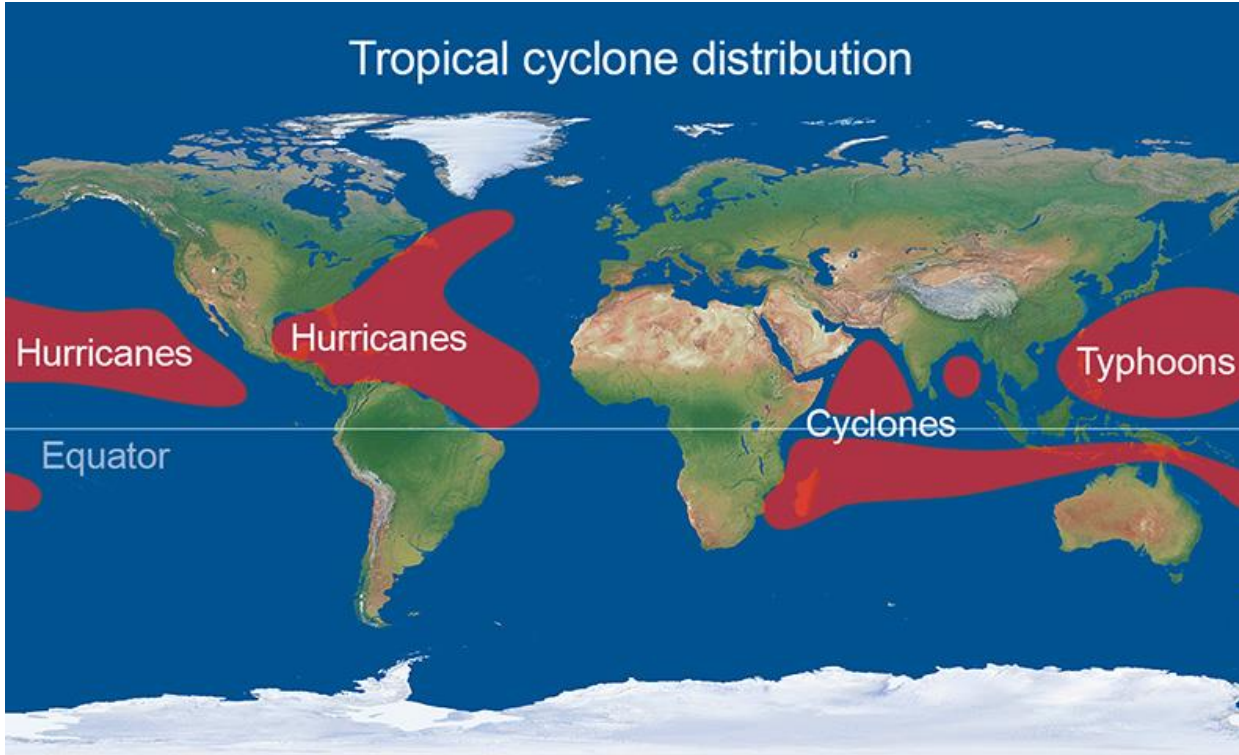 Tropical cyclone distribution
Hurricanes
Hurricanes
Typhoons
Cyclones
Equator